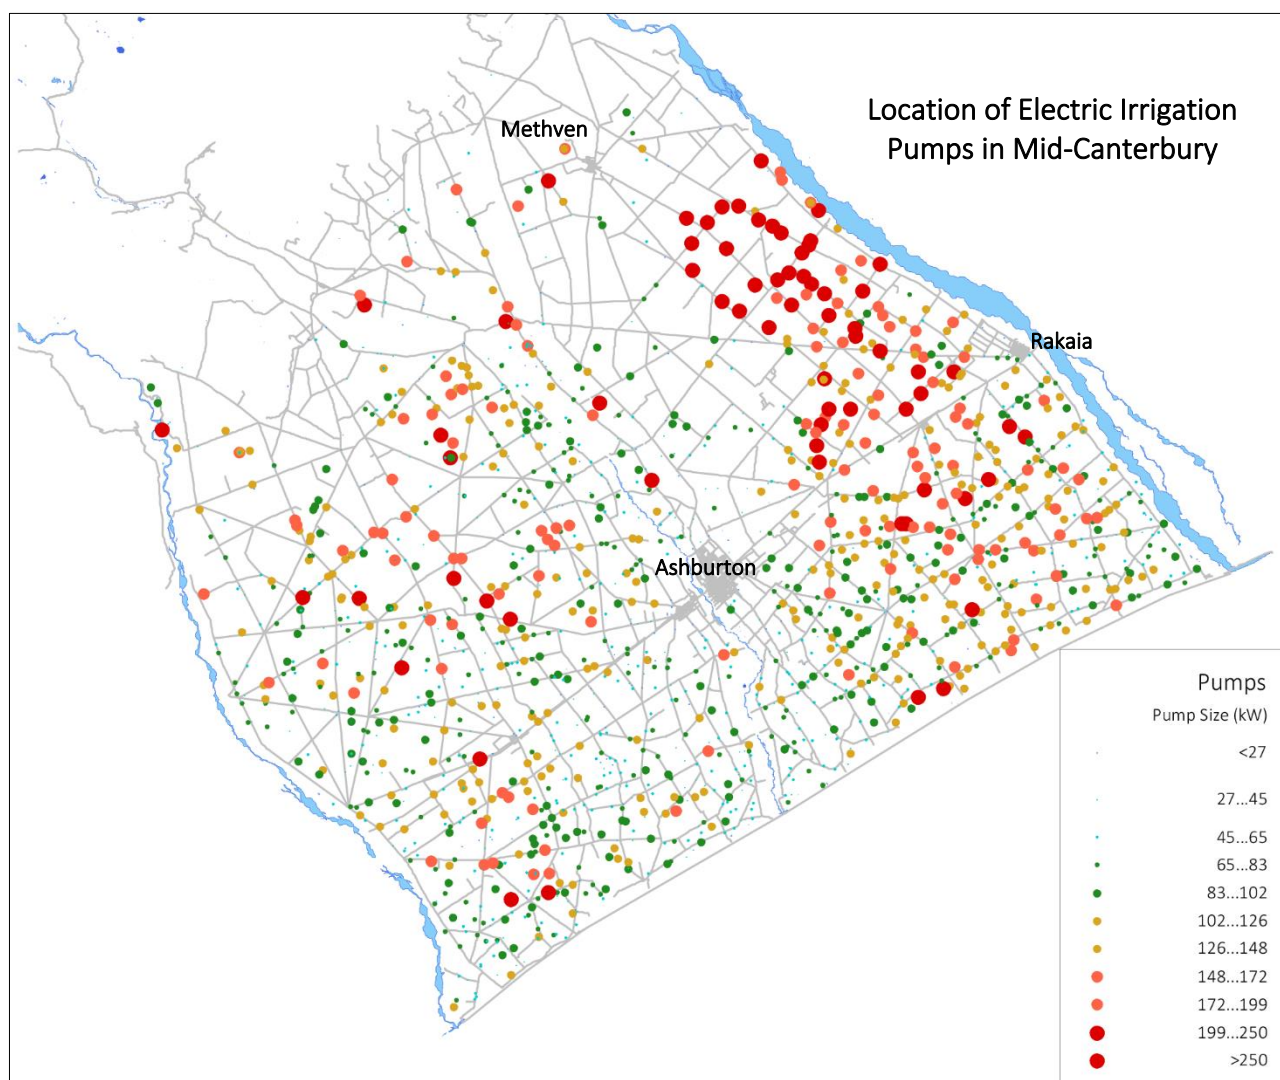 Location of Electric Irrigation
Pumps in Mid-Canterbury
Methven
Rakaia
Ashburton
Pumps
Pump Size (kW)
<27
27...45
45...65
65...83
83...102
102...126
126...148
148...172
172...199
199...250
>250